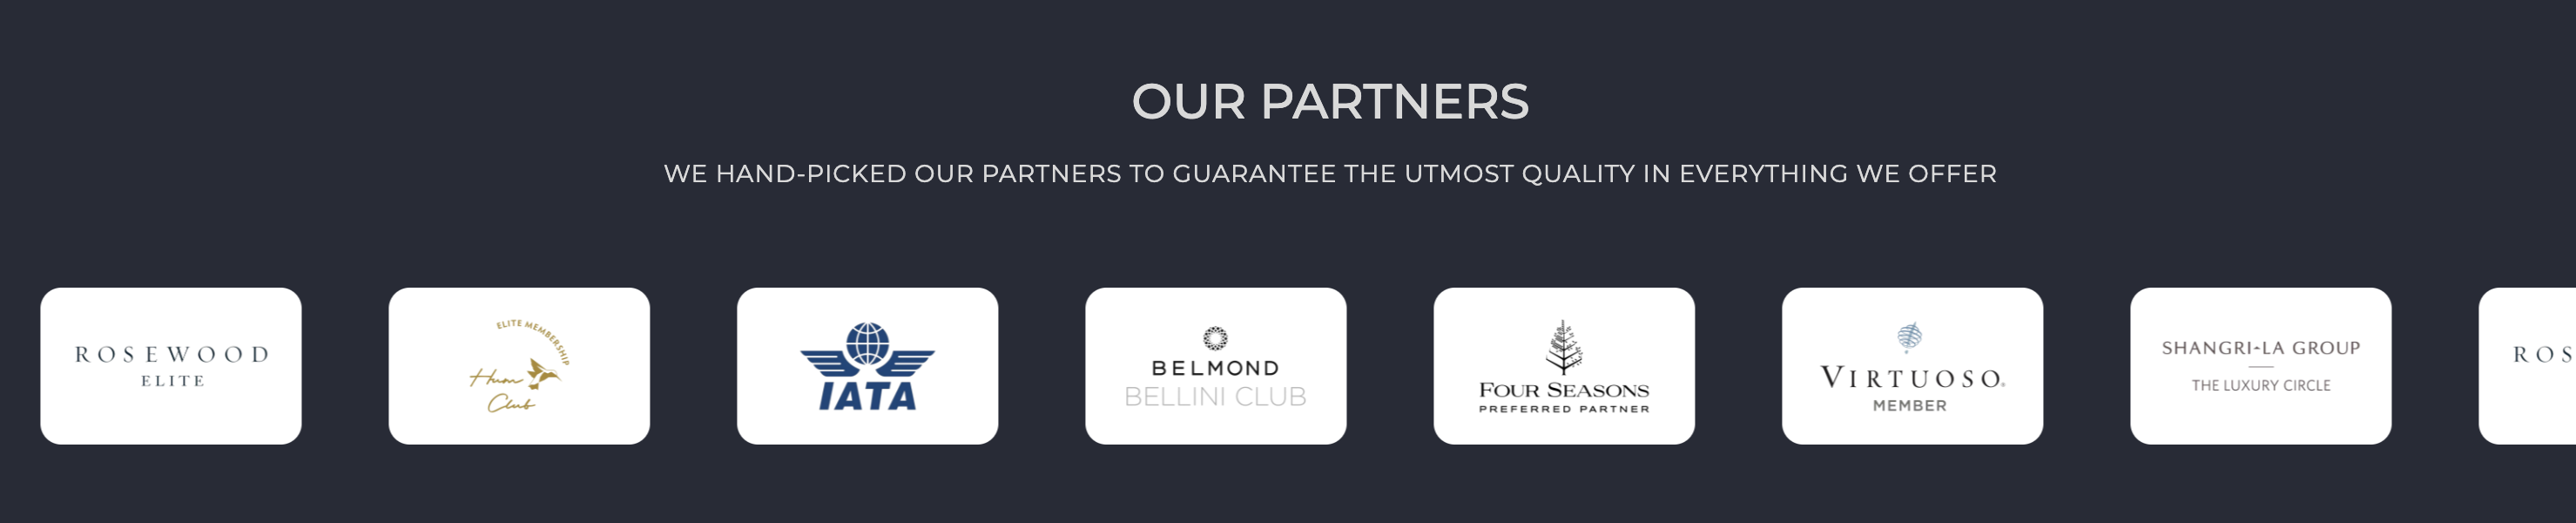 OUR PARTNERS
WE HAND-PICKED OUR PARTNERS TO GUARANTEE THE UTMOST QUALITY IN EVERYTHING WE OFFER
ROSEWOOD
ELITE
ELITE MEMBERSHIP
Hum
Club
IATA
BELMOND
BELLINI CLUB
FOUR SEASONS
PREFERRED PARTNER
VIRTUOSO®
MEMBER
SHANGRI-LA GROUP
THE LUXURY CIRCLE
ROS